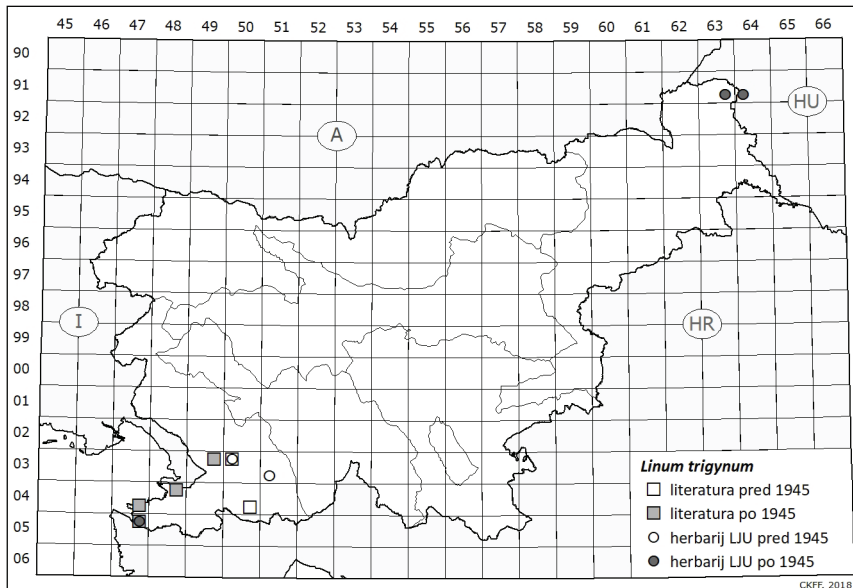 45 46 47 48 49 50 51 52 53 54 55 56 57 58 59 60 61 62 63 64 65 66
90
91
HU
92
A
93
94
95
96
97
98
I
HR
99
00
01
02
03
04
05
06
Linum trigynum
literatura pred 1945
literatura po 1945
herbarij LJU pred 1945
herbarij LJU po 1945
CKFF, 2018